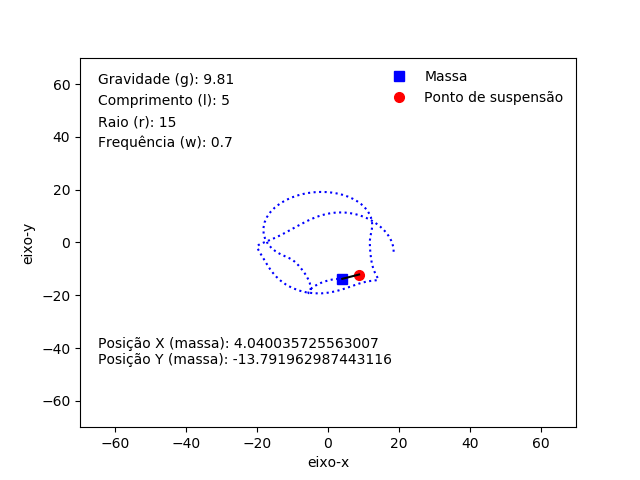 Gravidade (g): 9.81
Comprimento (l): 5
Raio (r): 15
Frequência (w): 0.7
Massa
Ponto de suspensão
60
40
20
0
−20
−40
−60
eixo-y
Posição X (massa): 4.040035725563007
Posição Y (massa): -13.791962987443116
−60 −40 −20 0 20 40 60
eixo-x